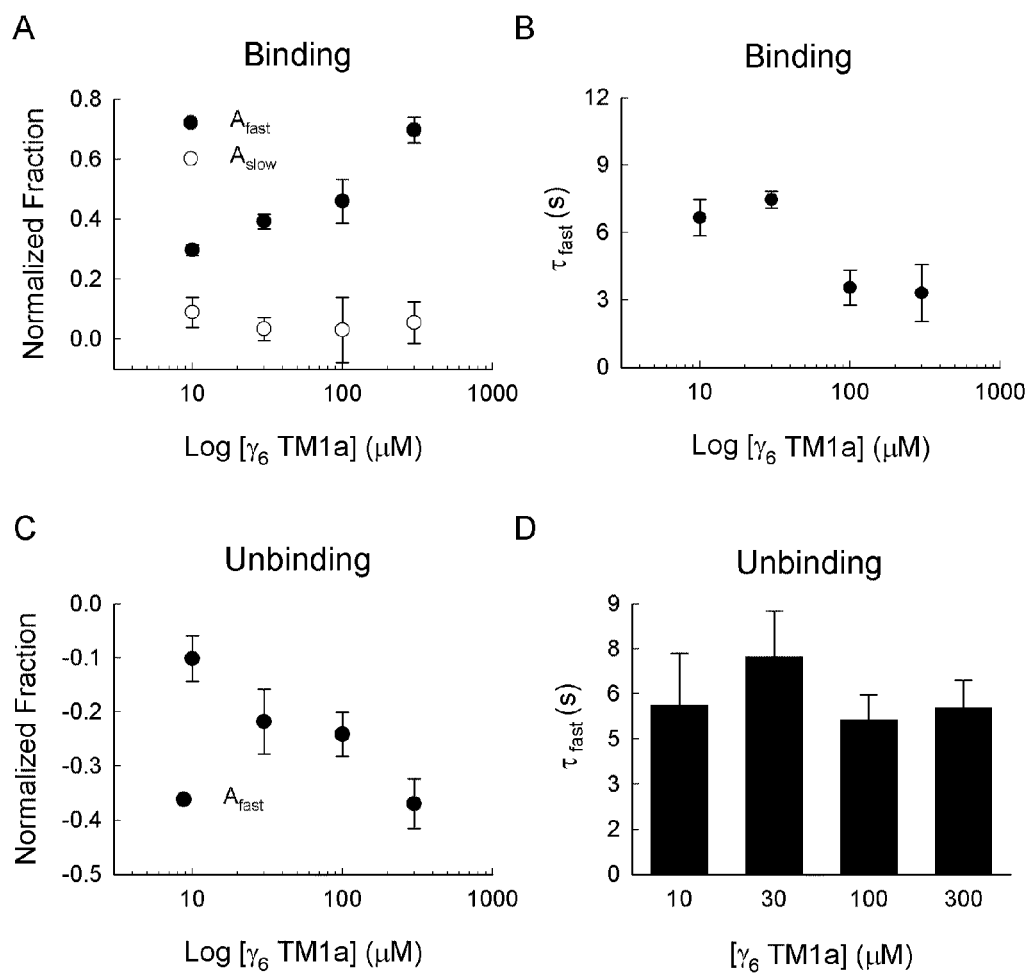 A
Binding
Normalized Fraction
0.8
0.6
0.4
0.2
0.0
A_fast
A_slow
10
100
1000
Log [γ₆ TM1a] (μM)
B
Binding
τ_fast (s)
12
9
6
3
0
10
100
1000
Log [γ₆ TM1a] (μM)
C
Unbinding
Normalized Fraction
0.0
-0.1
-0.2
-0.3
-0.4
-0.5
A_fast
10
100
1000
Log [γ₆ TM1a] (μM)
D
Unbinding
τ_fast (s)
9
8
6
5
3
2
0
10
30
100
300
[γ₆ TM1a] (μM)